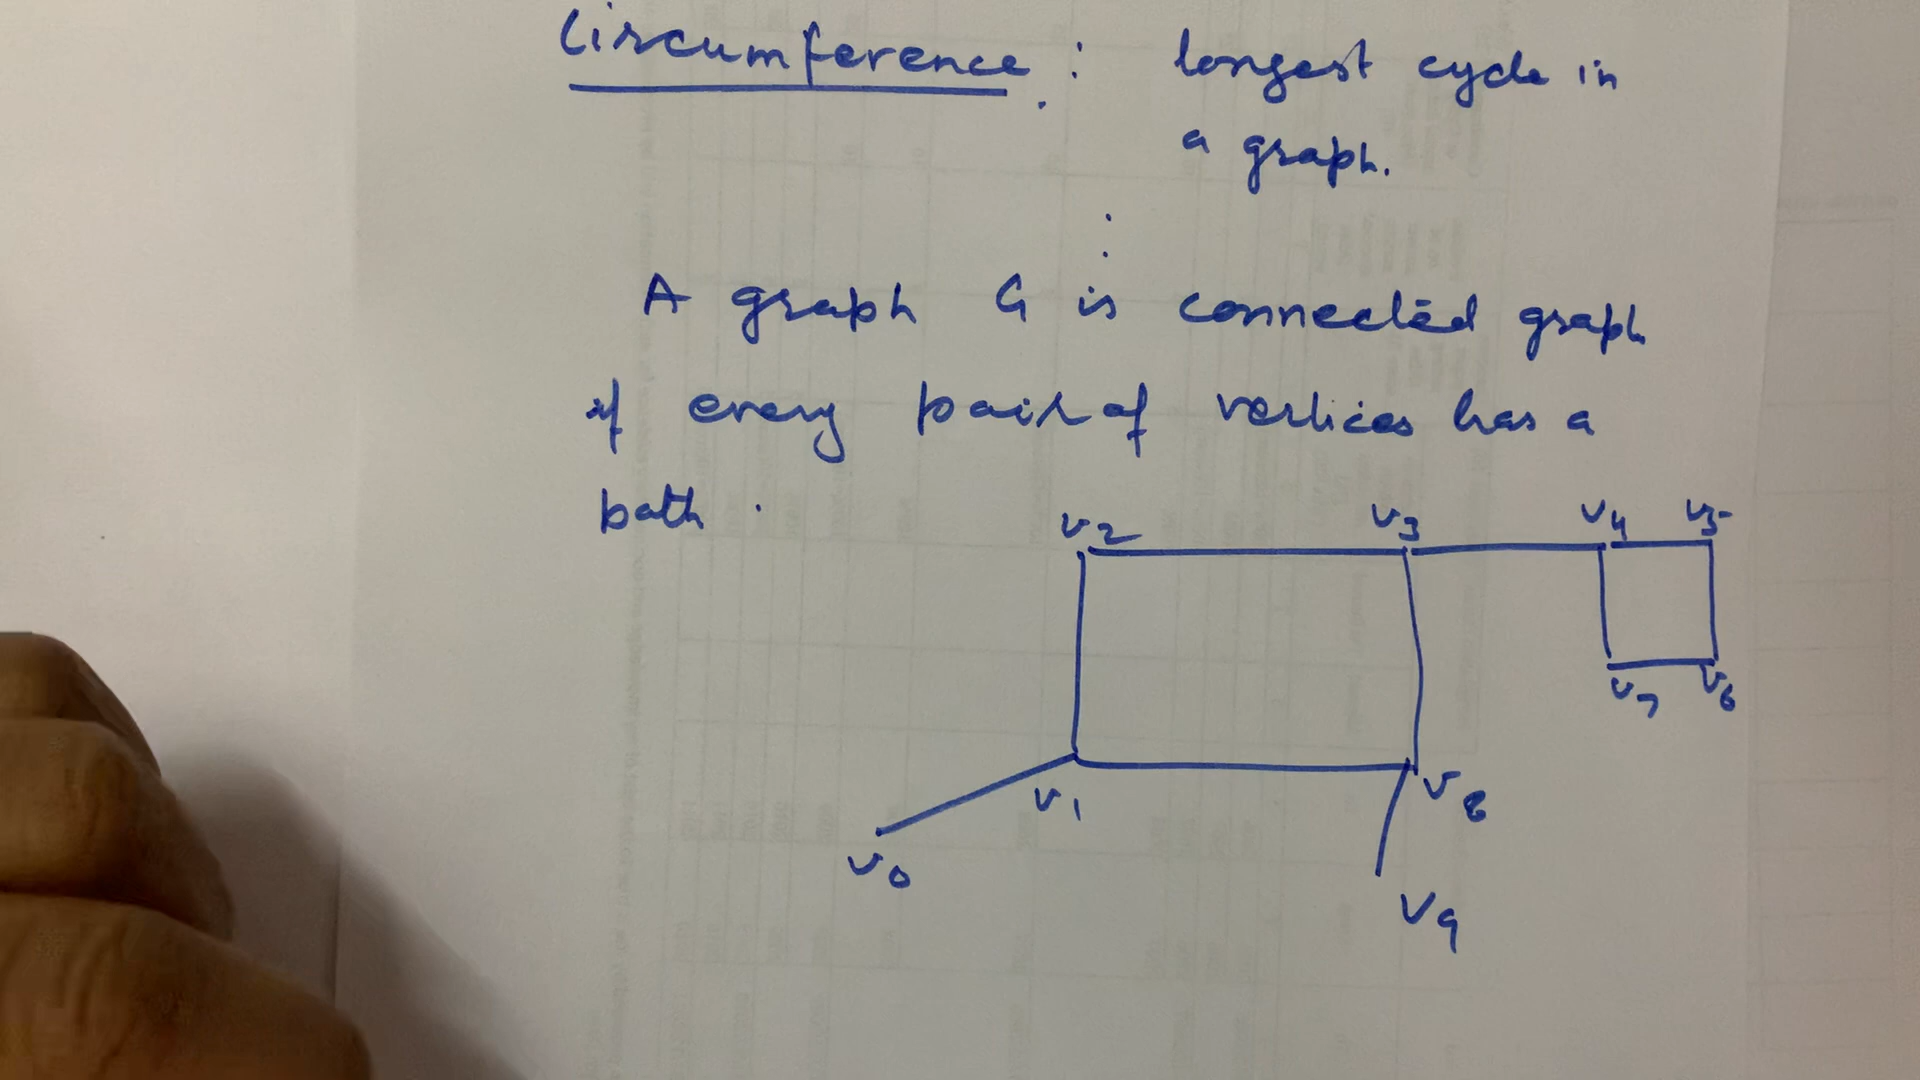 Circumference : longest cycle in
a graph.
A graph G is connected graph
if every pair of vertices has a
path .
v2 v3 v4 v5
v7 v6
v1 v8
v0
v9